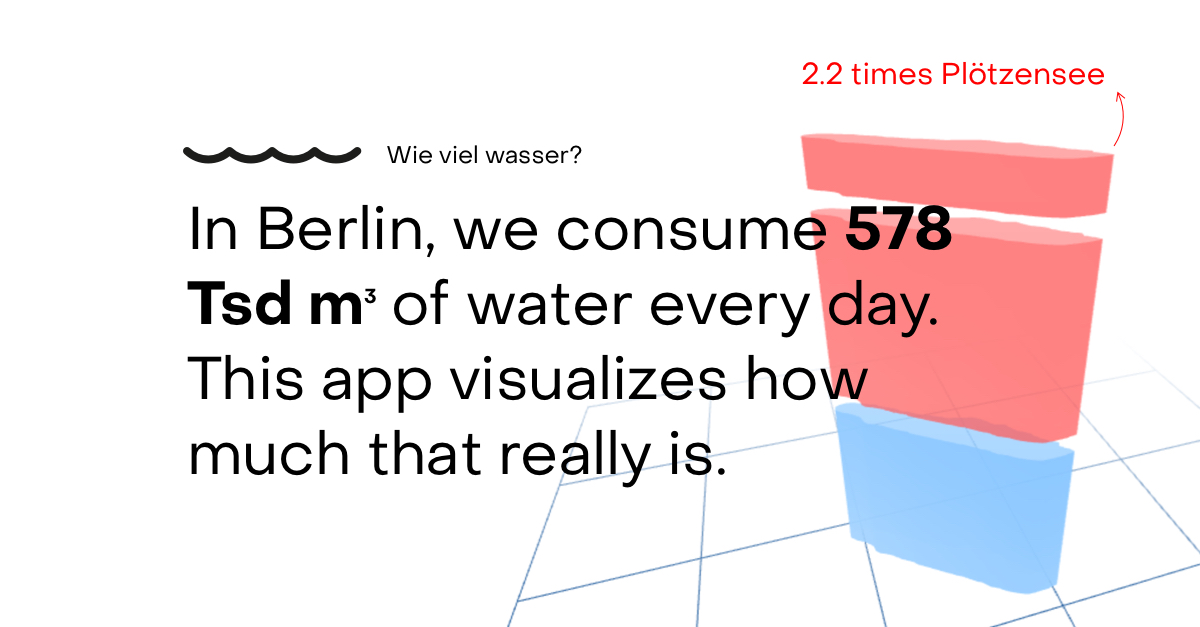 2.2 times Plötzensee
Wie viel wasser?
In Berlin, we consume 578
Tsd m³ of water every day.
This app visualizes how
much that really is.